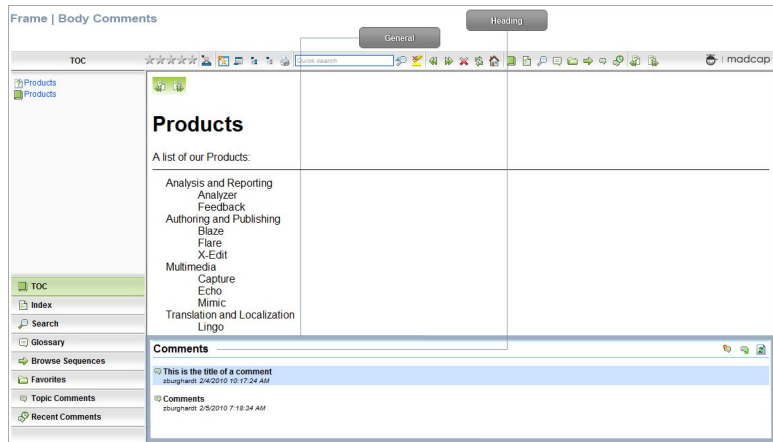 Frame | Body Comments
Heading
General
TOC
Quick search
madcap
Products
Products
Products
A list of our Products:
Analysis and Reporting
Analyzer
Feedback
Authoring and Publishing
Blaze
Flare
X-Edit
Multimedia
Capture
Echo
Mimic
Translation and Localization
Lingo
TOC
Index
Search
Glossary
Browse Sequences
Favorites
Topic Comments
Recent Comments
Comments
This is the title of a comment
zburghardt 2/4/2010 10:17:24 AM
Comments
zburghardt 2/5/2010 7:18:34 AM